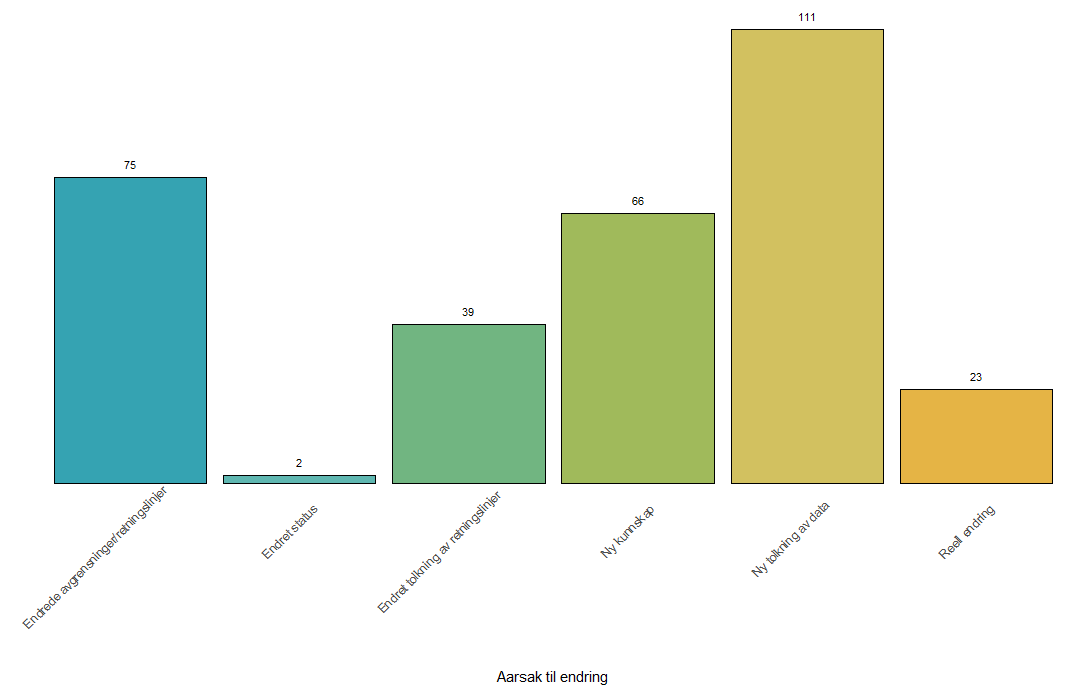 111
75
66
39
23
2
Endrede avgrensninger/retningslinjer
Endret status
Endret tolkning av retningslinjer
Ny kunnskap
Ny tolkning av data
Reell endring
Aarsak til endring